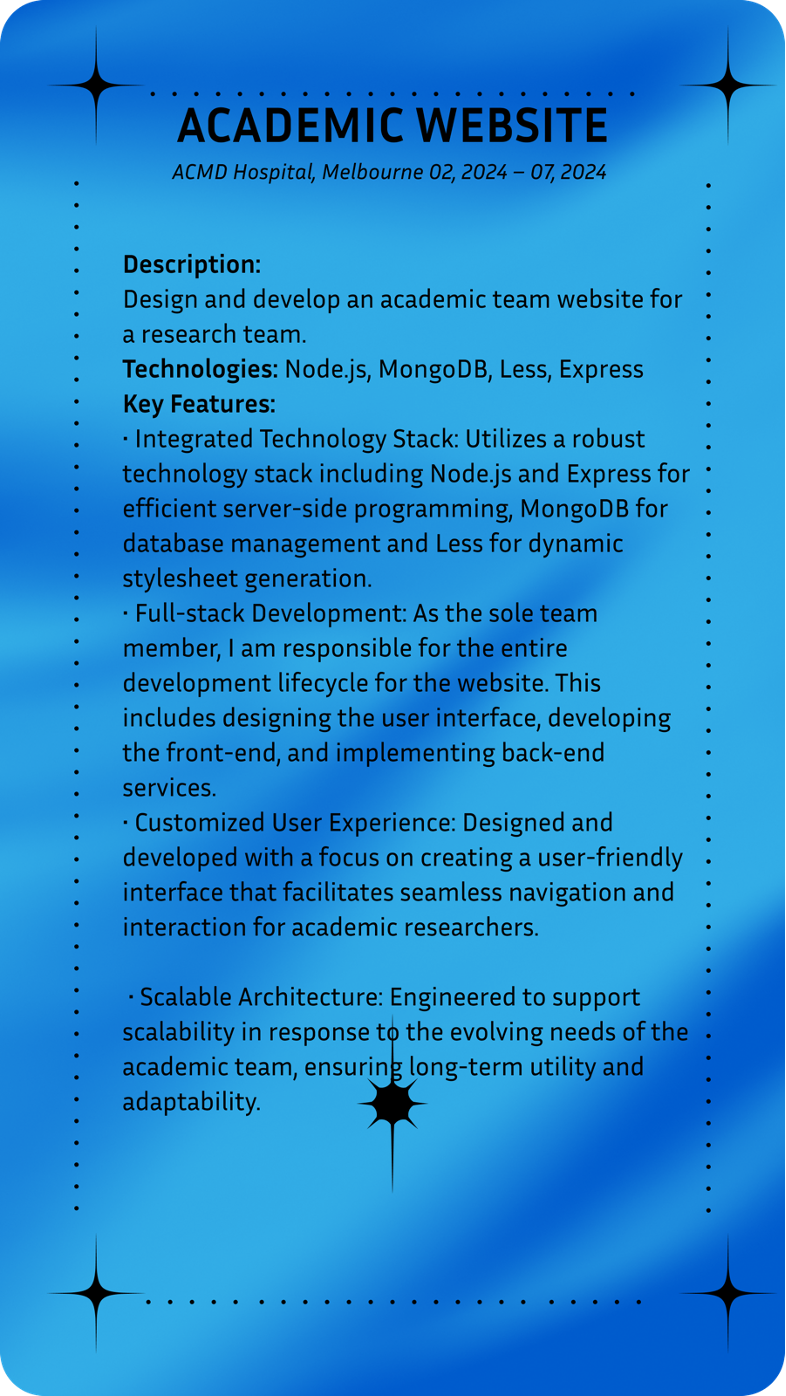 ACADEMIC WEBSITE
ACMD Hospital, Melbourne 02, 2024 – 07, 2024
Description:
Design and develop an academic team website for
a research team.
Technologies: Node.js, MongoDB, Less, Express
Key Features:
· Integrated Technology Stack: Utilizes a robust
technology stack including Node.js and Express for
efficient server-side programming, MongoDB for
database management and Less for dynamic
stylesheet generation.
· Full-stack Development: As the sole team
member, I am responsible for the entire
development lifecycle for the website. This
includes designing the user interface, developing
the front-end, and implementing back-end
services.
· Customized User Experience: Designed and
developed with a focus on creating a user-friendly
interface that facilitates seamless navigation and
interaction for academic researchers.
· Scalable Architecture: Engineered to support
scalability in response to the evolving needs of the
academic team, ensuring long-term utility and
adaptability.